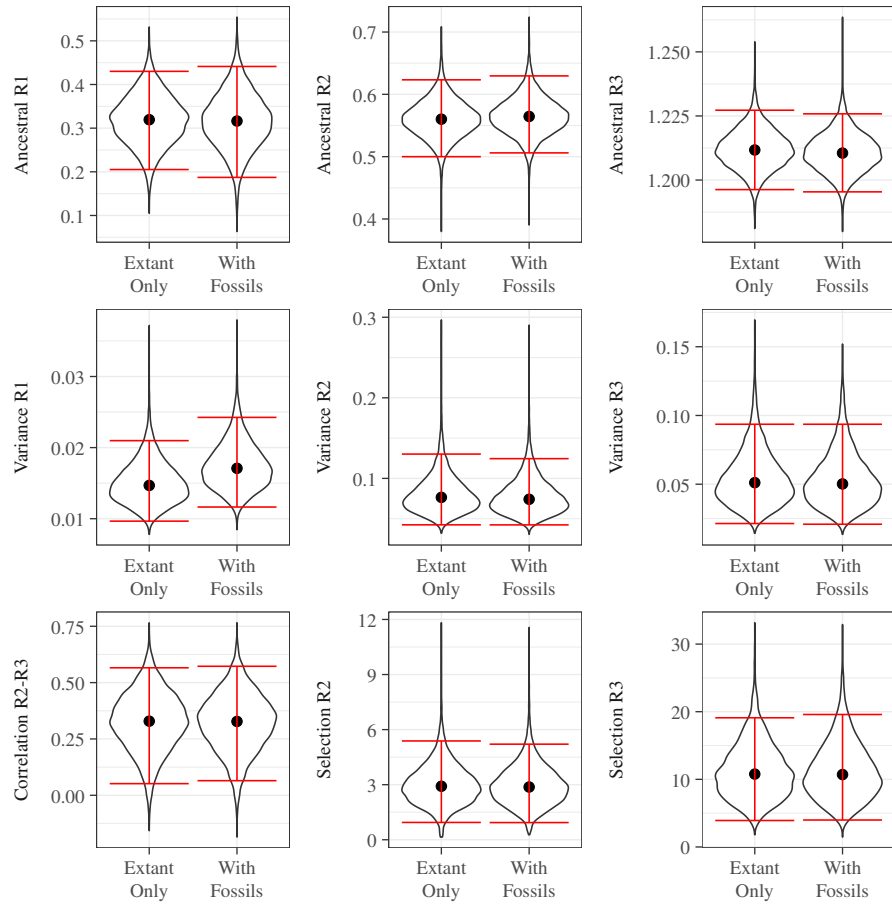 Ancestral R1
0.5
0.4
0.3
0.2
0.1
Extant
Only
With
Fossils
Ancestral R2
0.7
0.6
0.5
0.4
Extant
Only
With
Fossils
Ancestral R3
1.250
1.225
1.200
Extant
Only
With
Fossils
Variance R1
0.03
0.02
0.01
Extant
Only
With
Fossils
Variance R2
0.3
0.2
0.1
Extant
Only
With
Fossils
Variance R3
0.15
0.10
0.05
Extant
Only
With
Fossils
Correlation R2-R3
0.75
0.50
0.25
0.00
Extant
Only
With
Fossils
Selection R2
12
9
6
3
0
Extant
Only
With
Fossils
Selection R3
30
20
10
0
Extant
Only
With
Fossils